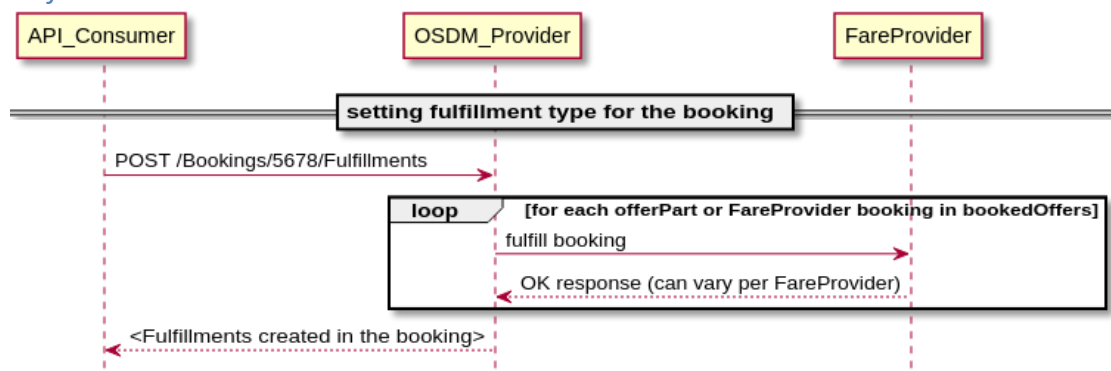 API_Consumer
OSDM_Provider
FareProvider
setting fulfillment type for the booking
POST /Bookings/5678/Fulfillments
loop
[for each offerPart or FareProvider booking in bookedOffers]
fulfill booking
OK response (can vary per FareProvider)
<Fulfillments created in the booking>